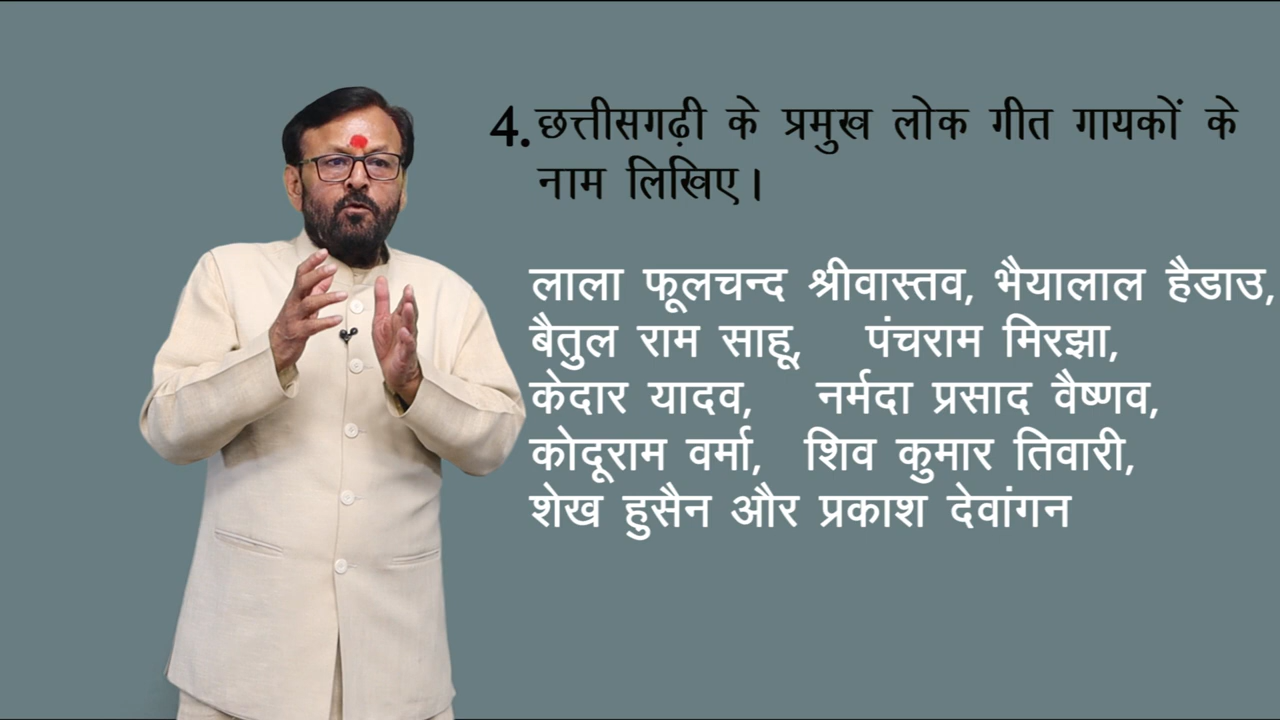 4. छत्तीसगढ़ी के प्रमुख लोक गीत गायकों के
नाम लिखिए।
लाला फूलचन्द श्रीवास्तव, भैयालाल हैडाउ,
बैतुल राम साहू, पंचराम मिरझा,
केदार यादव, नर्मदा प्रसाद वैष्णव,
कोदूराम वर्मा, शिव कुमार तिवारी,
शेख हुसैन और प्रकाश देवांगन